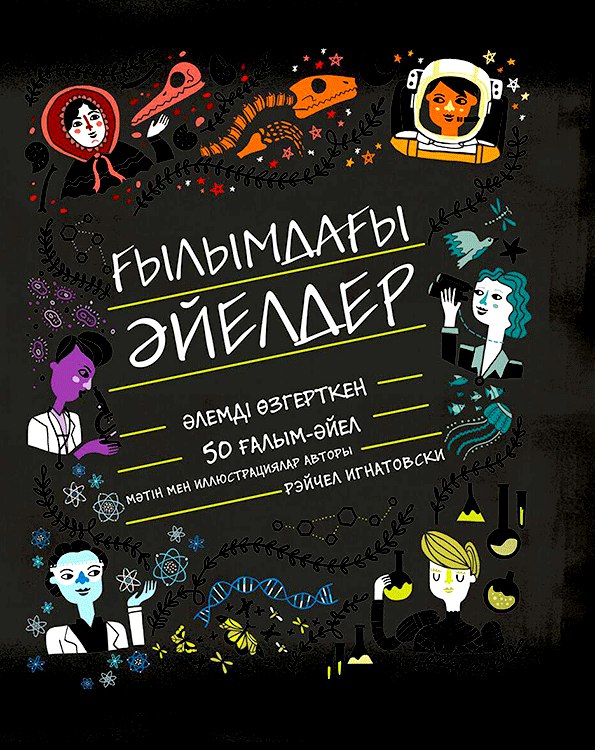 ҒЫЛЫМДАҒЫ
ӘЙЕЛДЕР
ӘЛЕМДІ ӨЗГЕРТКЕН
50 ҒАЛЫМ-ӘЙЕЛ
МӘТІН МЕН ИЛЛЮСТРАЦИЯЛАР АВТОРЫ
РЭЙЧЕЛ ИГНАТОВСКИ